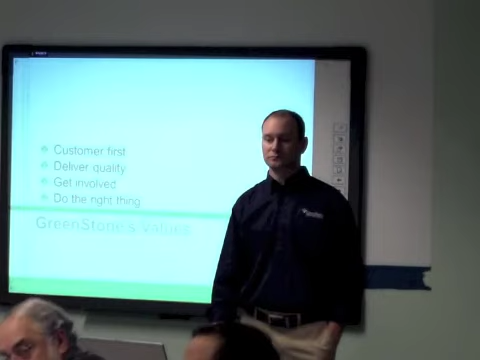 Customer first
Deliver quality
Get involved
Do the right thing
GreenStone's Values